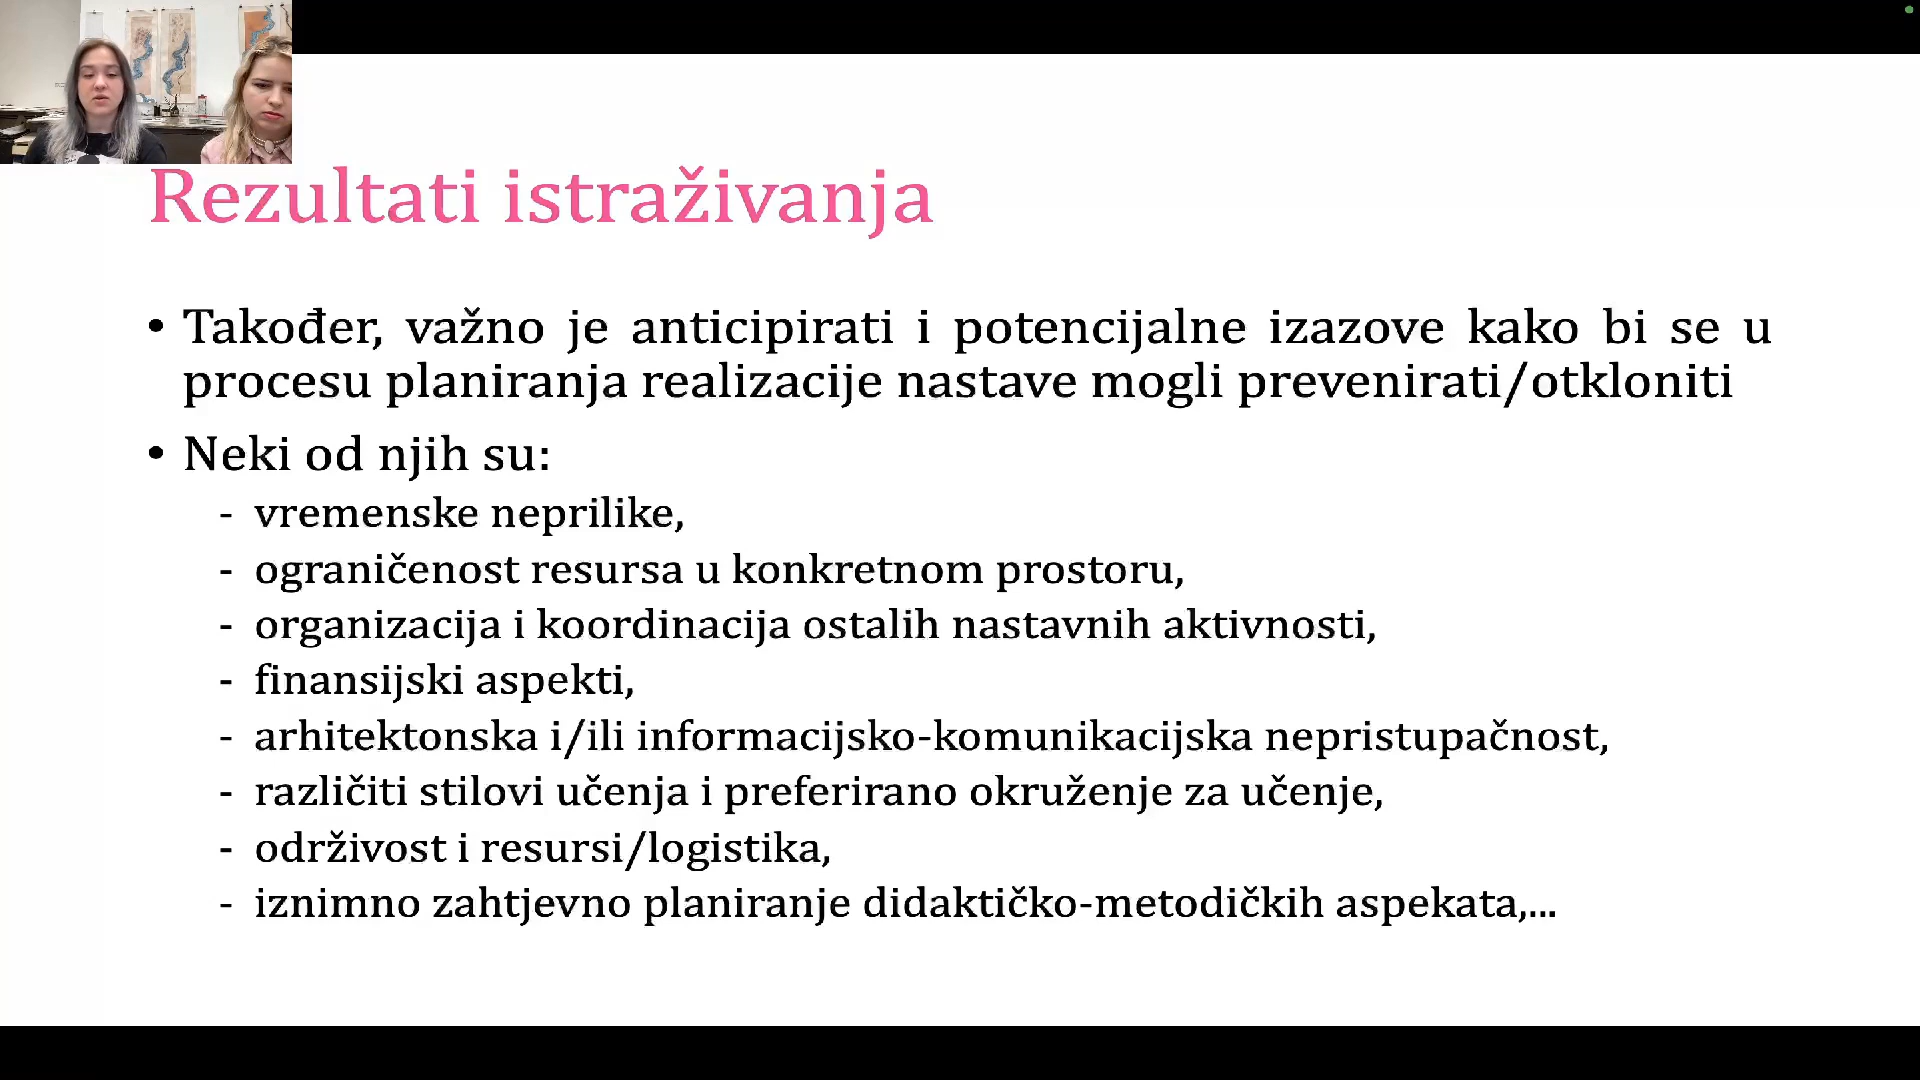 Rezultati istraživanja
• Također, važno je anticipirati i potencijalne izazove kako bi se u
procesu planiranja realizacije nastave mogli prevenirati/otkloniti
• Neki od njih su:
- vremenske neprilike,
- ograničenost resursa u konkretnom prostoru,
- organizacija i koordinacija ostalih nastavnih aktivnosti,
- finansijski aspekti,
- arhitektonska i/ili informacijsko-komunikacijska nepristupačnost,
- različiti stilovi učenja i preferirano okruženje za učenje,
- održivost i resursi/logistika,
- iznimno zahtjevno planiranje didaktičko-metodičkih aspekata,...